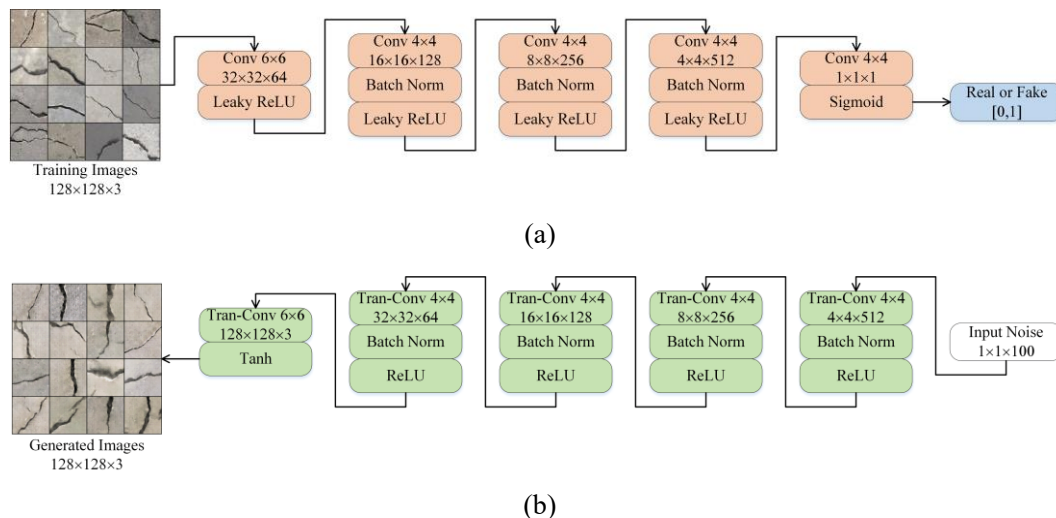 Training Images
128×128×3
Conv 6×6
32×32×64
Leaky ReLU
Conv 4×4
16×16×128
Batch Norm
Leaky ReLU
Conv 4×4
8×8×256
Batch Norm
Leaky ReLU
Conv 4×4
4×4×512
Batch Norm
Leaky ReLU
Conv 4×4
1×1×1
Sigmoid
Real or Fake
[0,1]
(a)
Generated Images
128×128×3
Tran-Conv 6×6
128×128×3
Tanh
Tran-Conv 4×4
32×32×64
Batch Norm
ReLU
Tran-Conv 4×4
16×16×128
Batch Norm
ReLU
Tran-Conv 4×4
8×8×256
Batch Norm
ReLU
Tran-Conv 4×4
4×4×512
Batch Norm
ReLU
Input Noise
1×1×100
(b)